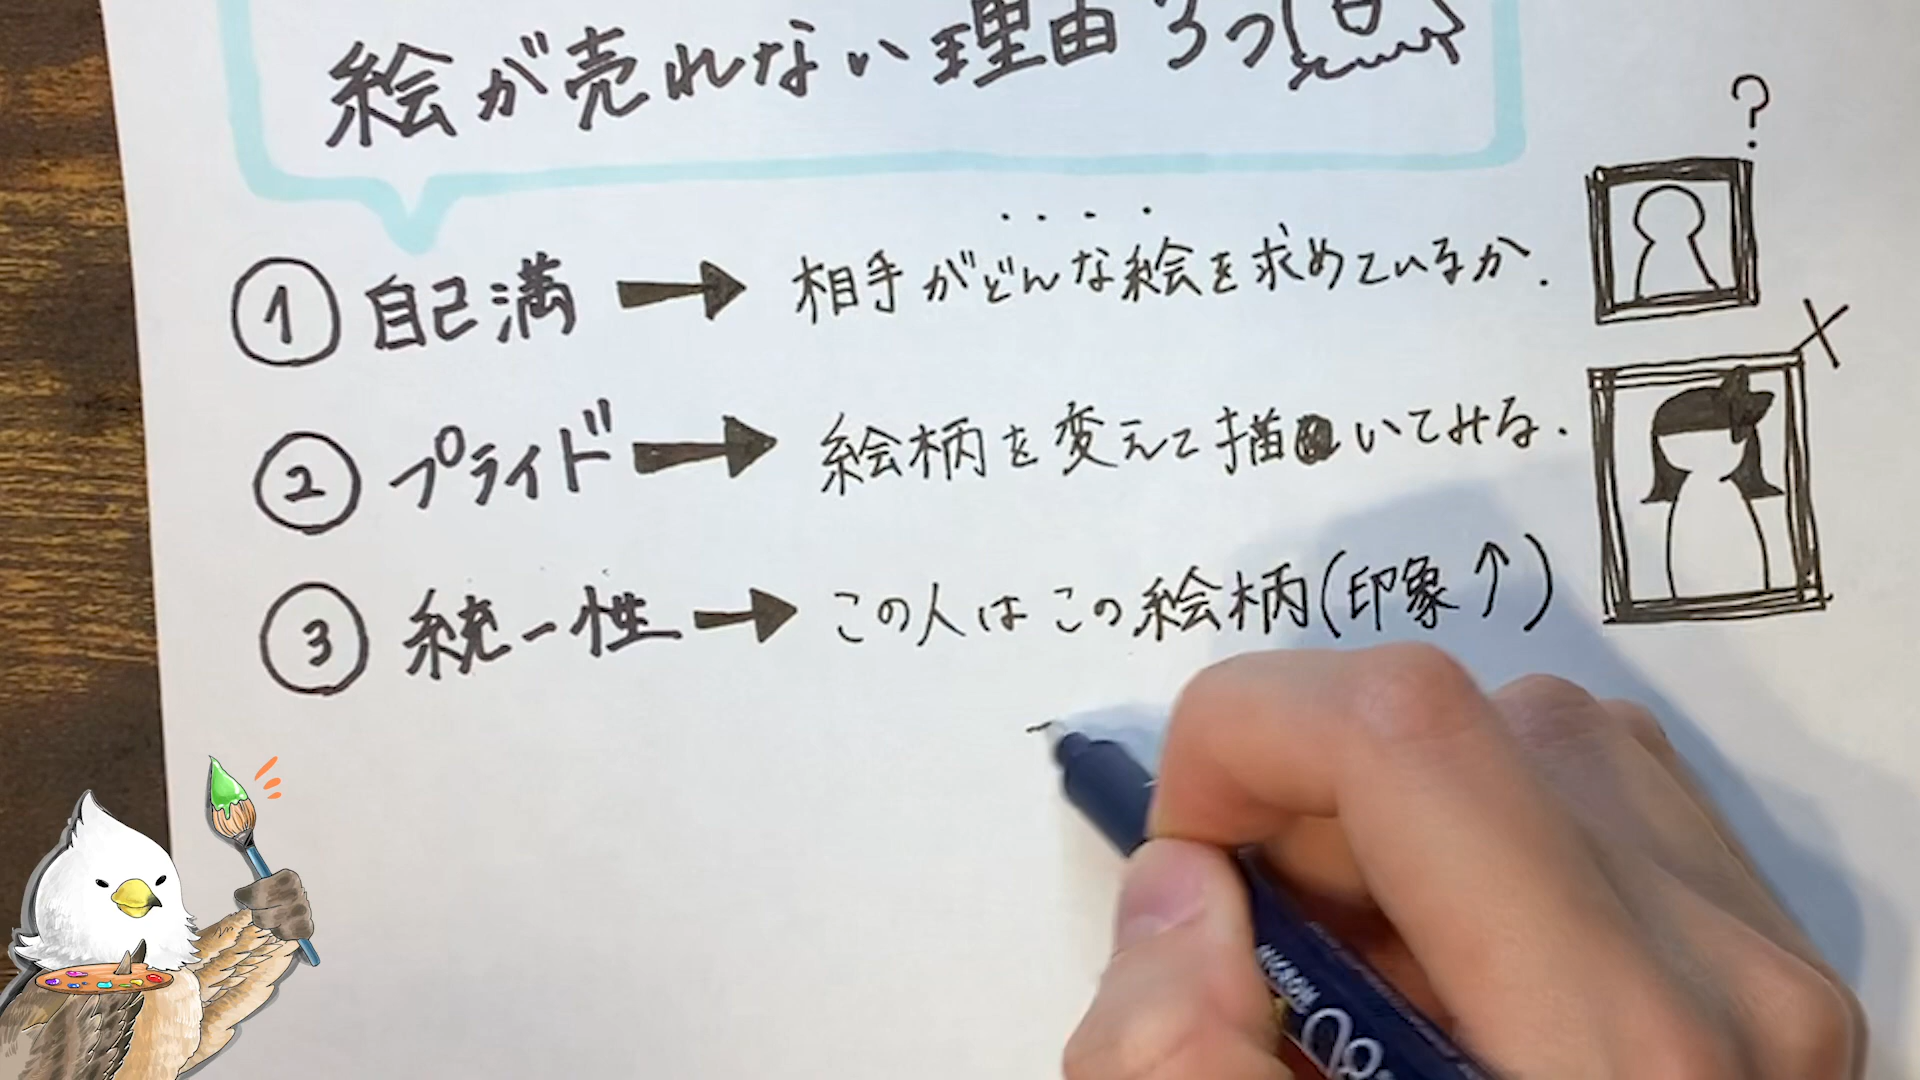 絵が売れない理由3つ
① 自己満 → 相手がどんな絵を求めているか.
?
② プライド → 絵柄を変えて描いてみる.
③ 統一性 → この人はこの絵柄(印象↑)
MICRON
08